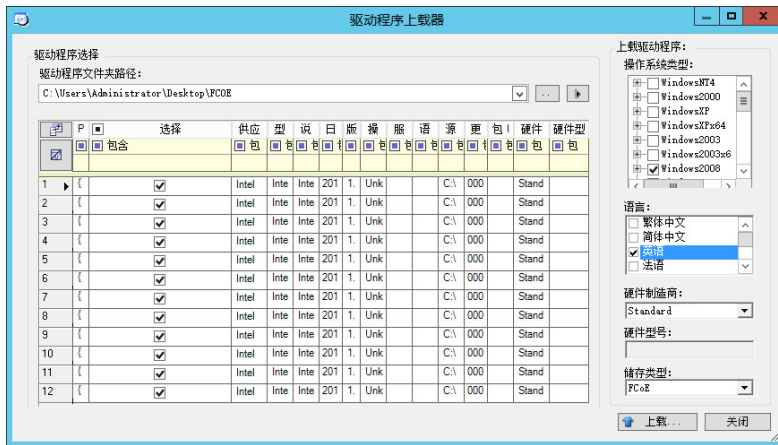 驱动程序上载器
驱动程序选择
驱动程序文件夹路径：
C:\Users\Administrator\Desktop\FCOE
P 选择 供应 型 说 日 版 操 服 语 源 更 包 硬件 硬件型
包含 包 包 包
1 { Intel Inte Inte 201 1. Unk C:\ 000 Stand
2 { Intel Inte Inte 201 1. Unk C:\ 000 Stand
3 { Intel Inte Inte 201 1. Unk C:\ 000 Stand
4 { Intel Inte Inte 201 1. Unk C:\ 000 Stand
5 { Intel Inte Inte 201 1. Unk C:\ 000 Stand
6 { Intel Inte Inte 201 1. Unk C:\ 000 Stand
7 { Intel Inte Inte 201 1. Unk C:\ 000 Stand
8 { Intel Inte Inte 201 1. Unk C:\ 000 Stand
9 { Intel Inte Inte 201 1. Unk C:\ 000 Stand
10 { Intel Inte Inte 201 1. Unk C:\ 000 Stand
11 { Intel Inte Inte 201 1. Unk C:\ 000 Stand
12 { Intel Inte Inte 201 1. Unk C:\ 000 Stand
上载驱动程序：
操作系统类型：
WindowsNT4
Windows2000
WindowsXP
WindowsXPx64
Windows2003
Windows2003x6
Windows2008
语言：
繁体中文
简体中文
英语
法语
硬件制造商：
Standard
硬件型号：
储存类型：
FCoE
上载...
关闭